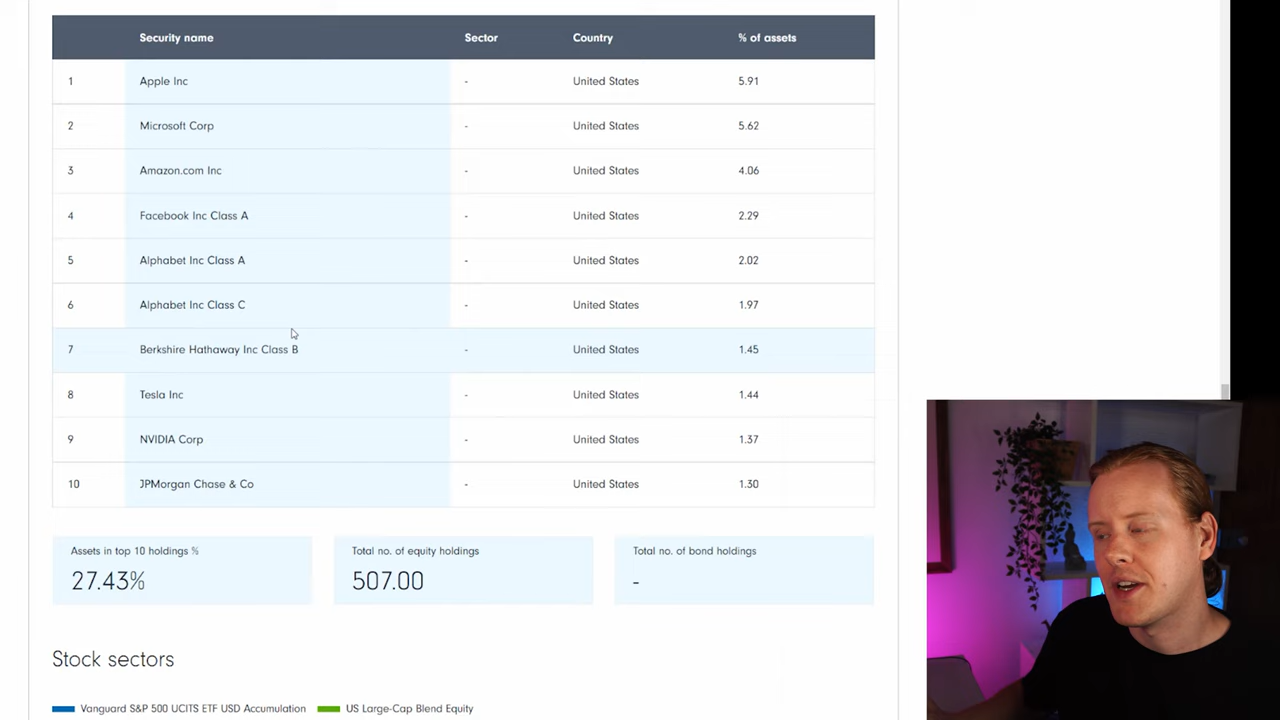 Security name Sector Country % of assets
1 Apple Inc - United States 5.91
2 Microsoft Corp - United States 5.62
3 Amazon.com Inc - United States 4.06
4 Facebook Inc Class A - United States 2.29
5 Alphabet Inc Class A - United States 2.02
6 Alphabet Inc Class C - United States 1.97
7 Berkshire Hathaway Inc Class B - United States 1.45
8 Tesla Inc - United States 1.44
9 NVIDIA Corp - United States 1.37
10 JPMorgan Chase & Co - United States 1.30
Assets in top 10 holdings % Total no. of equity holdings Total no. of bond holdings
27.43% 507.00 -
Stock sectors
Vanguard S&P 500 UCITS ETF USD Accumulation US Large-Cap Blend Equity